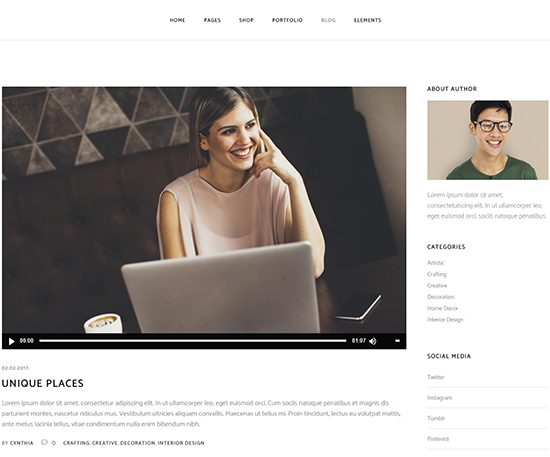 HOME PAGES SHOP PORTFOLIO BLOG ELEMENTS
00:00 01:07
02.02.2017.
UNIQUE PLACES
Lorem ipsum dolor sit amet, consectetur adipiscing elit. In ut ullamcorper leo, eget euismod orci. Cum sociis natoque penatibus et magnis dis
parturient montes, nascetur ridiculus mus. Vestibulum ultricies aliquam convallis. Maecenas ut tellus mi. Proin tincidunt, lectus eu volutpat mattis,
ante metus lacinia tellus, vitae condimentum nulla enim bibendum nibh.
BY CYNTHIA 0 CRAFTING, CREATIVE, DECORATION, INTERIOR DESIGN
ABOUT AUTHOR
Lorem ipsum dolor sit amet,
consectetuiscing elit. In ut ullamcorper leo,
eget euismod orci, sociis natoque penatibus
CATEGORIES
Artistic
Crafting
Creative
Decoration
Home Decor
Interior Design
SOCIAL MEDIA
Twitter
Instagram
Tumblr
Pinterest